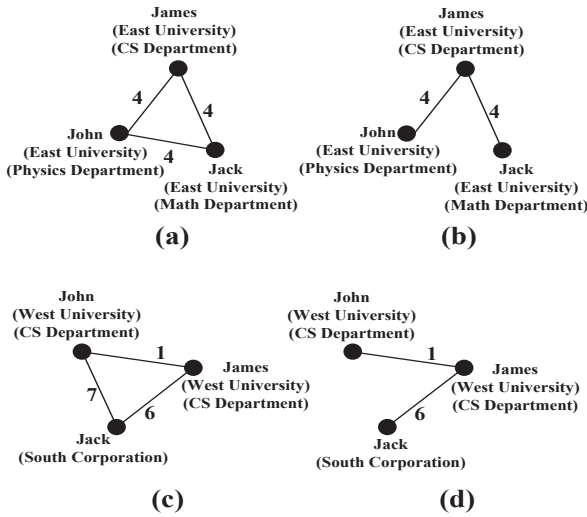 James
(East University)
(CS Department)
4
4
John
4
(East University)
(Physics Department)
Jack
(East University)
(Math Department)
(a)
James
(East University)
(CS Department)
4
4
John
(East University)
(Physics Department)
Jack
(East University)
(Math Department)
(b)
John
(West University)
(CS Department)
1
James
(West University)
(CS Department)
7
6
Jack
(South Corporation)
(c)
John
(West University)
(CS Department)
1
James
(West University)
(CS Department)
6
Jack
(South Corporation)
(d)